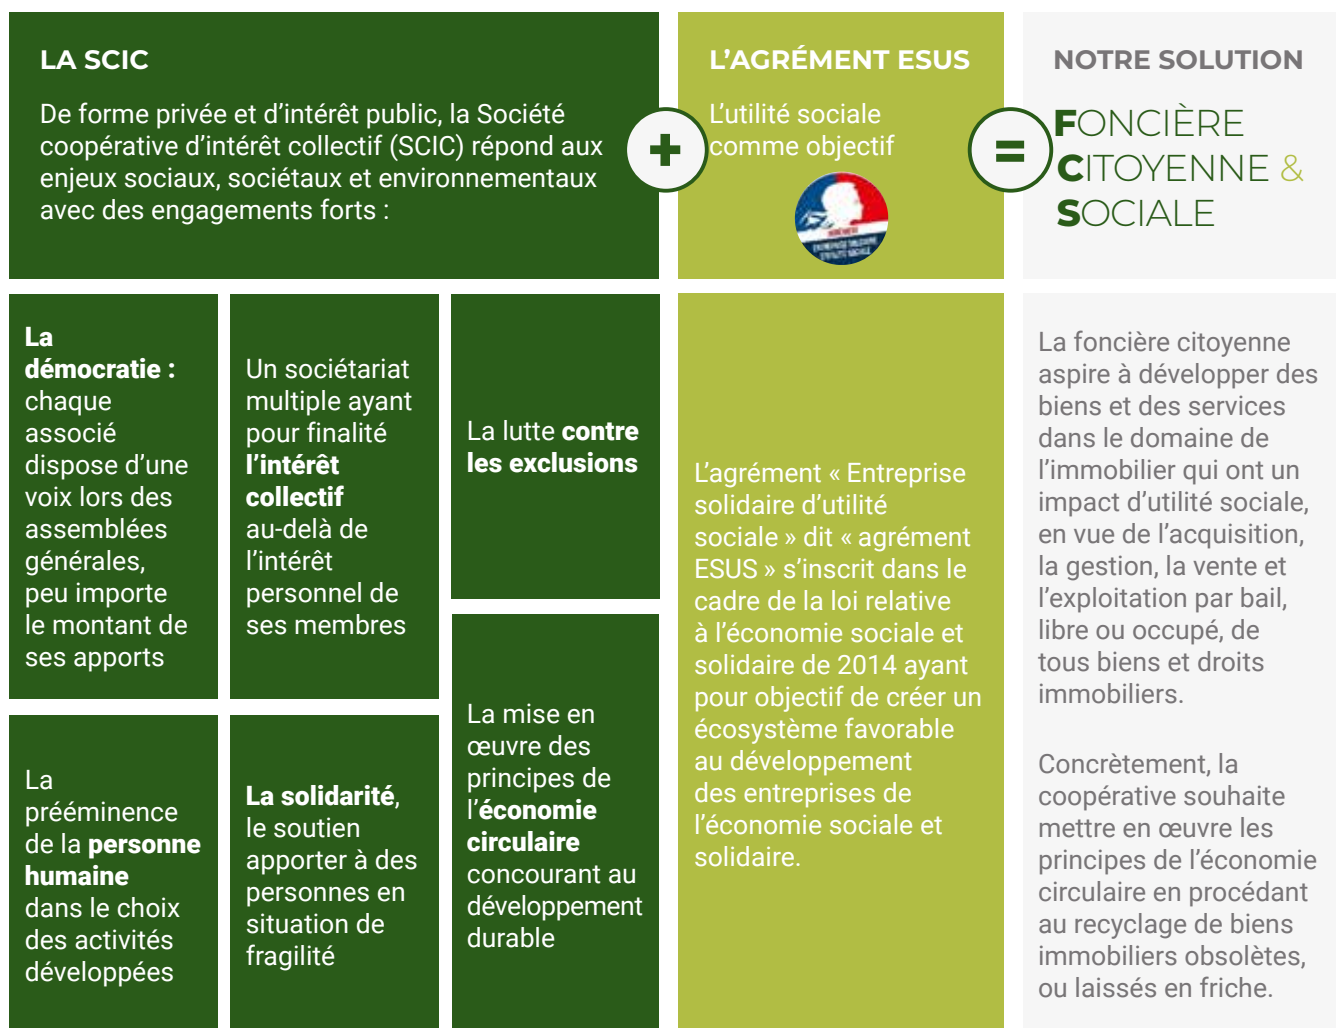 LA SCIC
De forme privée et d’intérêt public, la Société
coopérative d’intérêt collectif (SCIC) répond aux
enjeux sociaux, sociétaux et environnementaux
avec des engagements forts :
+
L’AGRÉMENT ESUS
L’utilité sociale
comme objectif
=
NOTRE SOLUTION
FONCIÈRE
CITOYENNE &
SOCIALE
La
démocratie :
chaque
associé
dispose d’une
voix lors des
assemblées
générales,
peu importe
le montant de
ses apports
Un sociétariat
multiple ayant
pour finalité
l’intérêt
collectif
au-delà de
l’intérêt
personnel de
ses membres
La lutte contre
les exclusions
La
prééminence
de la personne
humaine
dans le choix
des activités
développées
La solidarité,
le soutien
apporter à des
personnes en
situation de
fragilité
La mise en
œuvre des
principes de
l’économie
circulaire
concourant au
développement
durable
L’agrément « Entreprise
solidaire d’utilité
sociale » dit « agrément
ESUS » s’inscrit dans le
cadre de la loi relative
à l’économie sociale et
solidaire de 2014 ayant
pour objectif de créer un
écosystème favorable
au développement
des entreprises de
l’économie sociale et
solidaire.
La foncière citoyenne
aspire à développer des
biens et des services
dans le domaine de
l’immobilier qui ont un
impact d’utilité sociale,
en vue de l’acquisition,
la gestion, la vente et
l’exploitation par bail,
libre ou occupé, de
tous biens et droits
immobiliers.
Concrètement, la
coopérative souhaite
mettre en œuvre les
principes de l’économie
circulaire en procédant
au recyclage de biens
immobiliers obsolètes,
ou laissés en friche.